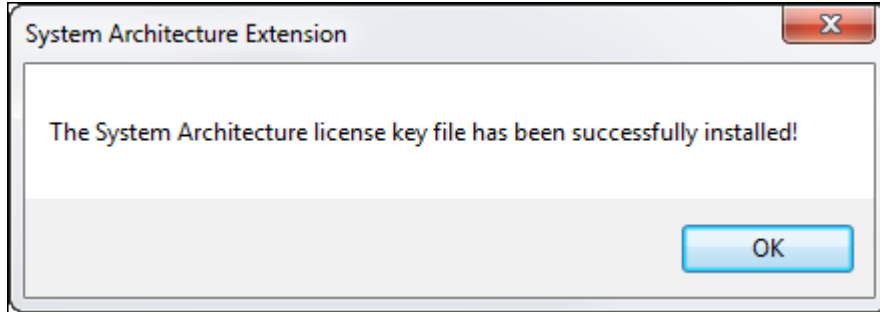 System Architecture Extension
The System Architecture license key file has been successfully installed!
OK